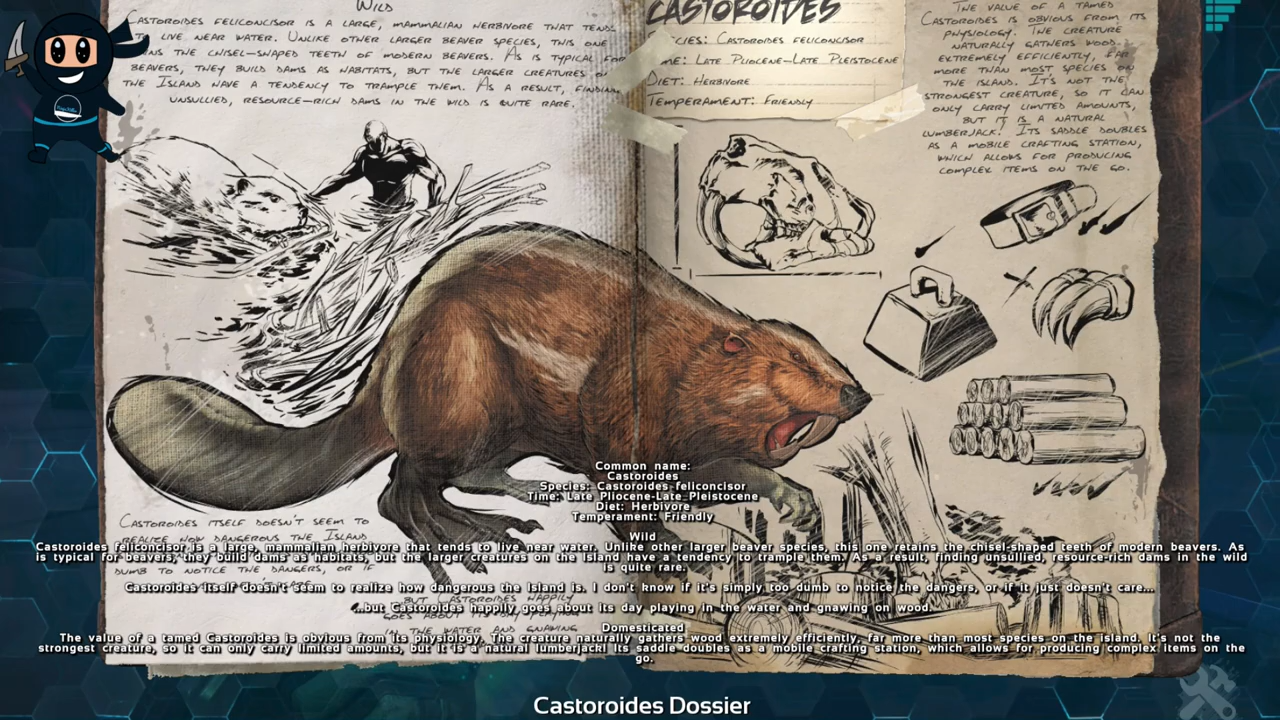 Wild
Castoroides feliconcisor is a large, mammalian herbivore that tends
live near water. Unlike other larger beaver species, this one
the chisel-shaped teeth of modern beavers. As is typical for
beavers, they build dams as habitats, but the larger creatures
the Island have a tendency to trample them. As a result, finding
unsullied, resource-rich dams in the wild is quite rare.
Castoroides
Species: Castoroides feliconcisor
Time: Late Pliocene-Late Pleistocene
Diet: Herbivore
Temperament: Friendly
The value of a tamed
Castoroides is obvious from its
physiology. The creature
naturally gathers wood
extremely efficiently, far
more than most species on
the island. It's not the
strongest creature, so it can
only carry limited amounts,
but it is a natural
lumberjack! Its saddle doubles
as a mobile crafting station,
which allows for producing
complex items on the go.
Castoroides itself doesn't seem to
realize how dangerous the Island
dumb to notice the dangers, or if
but Castoroides happily
goes about its
the water and gnawing
Common name:
Castoroides
Species: Castoroides feliconcisor
Time: Late Pliocene-Late Pleistocene
Diet: Herbivore
Temperament: Friendly
Wild
Castoroides feliconcisor is a large, mammalian herbivore that tends to live near water. Unlike other larger beaver species, this one retains the chisel-shaped teeth of modern beavers. As
is typical for beavers, they build dams as habitats, but the larger creatures on the Island have a tendency to trample them. As a result, finding unsullied, resource-rich dams in the wild
is quite rare.
Castoroides itself doesn't seem to realize how dangerous the Island is. I don't know if it's simply too dumb to notice the dangers, or if it just doesn't care...
...but Castoroides happily goes about its day playing in the water and gnawing on wood.
Domesticated
The value of a tamed Castoroides is obvious from its physiology. The creature naturally gathers wood extremely efficiently, far more than most species on the island. It's not the
strongest creature, so it can only carry limited amounts, but it is a natural lumberjack! Its saddle doubles as a mobile crafting station, which allows for producing complex items on the
go.
Castoroides Dossier